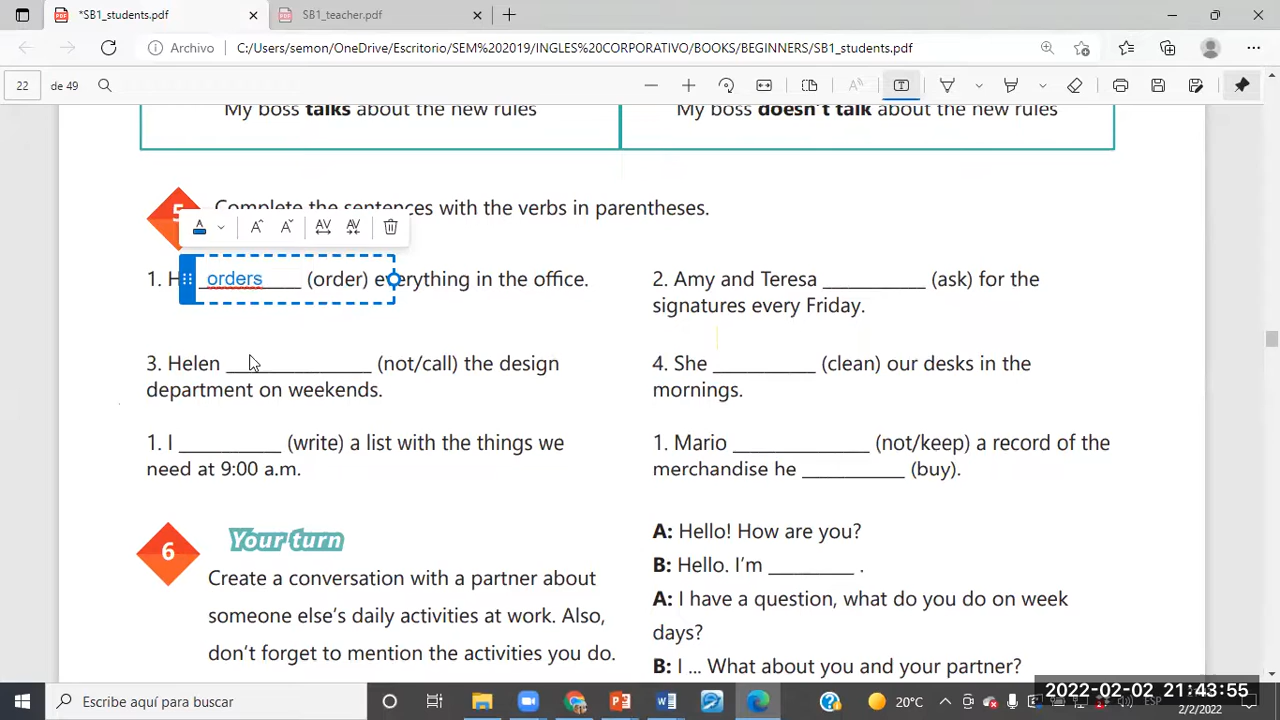 *SB1_students.pdf
SB1_teacher.pdf
Archivo C:/Users/semon/OneDrive/Escritorio/SEM%202019/INGLES%20CORPORATIVO/BOOKS/BEGINNERS/SB1_students.pdf
22 de 49
My boss talks about the new rules
My boss doesn't talk about the new rules
5 Complete the sentences with the verbs in parentheses.
1. H orders (order) everything in the office.
2. Amy and Teresa __________ (ask) for the
signatures every Friday.
3. Helen ______________ (not/call) the design
department on weekends.
4. She __________ (clean) our desks in the
mornings.
1. I __________ (write) a list with the things we
need at 9:00 a.m.
1. Mario _____________ (not/keep) a record of the
merchandise he __________ (buy).
6 Your turn
Create a conversation with a partner about
someone else's daily activities at work. Also,
don't forget to mention the activities you do.
A: Hello! How are you?
B: Hello. I'm ________ .
A: I have a question, what do you do on week
days?
B: I ... What about you and your partner?
Escribe aquí para buscar
20°C
ESP
2022-02-02 21:43:55
2/2/2022